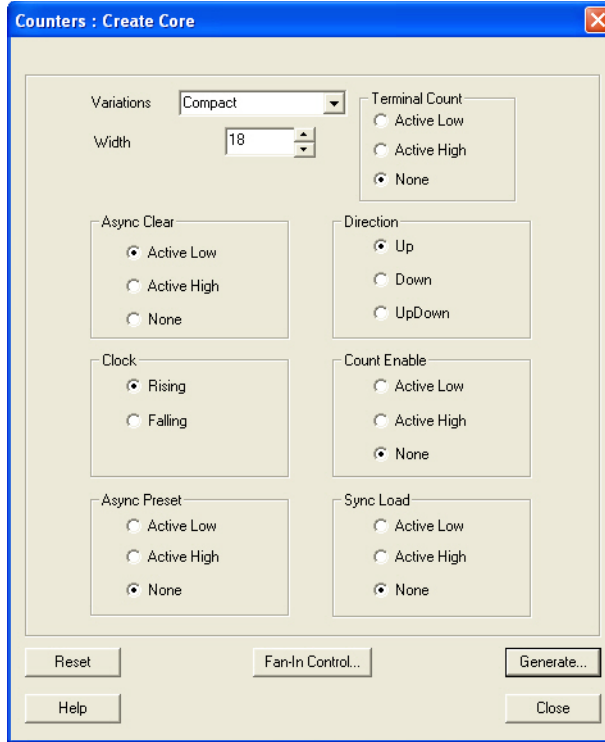 Counters : Create Core
Variations Compact
Width 18
Terminal Count
Active Low
Active High
None
Async Clear
Active Low
Active High
None
Direction
Up
Down
UpDown
Clock
Rising
Falling
Count Enable
Active Low
Active High
None
Async Preset
Active Low
Active High
None
Sync Load
Active Low
Active High
None
Reset Fan-In Control... Generate...
Help Close